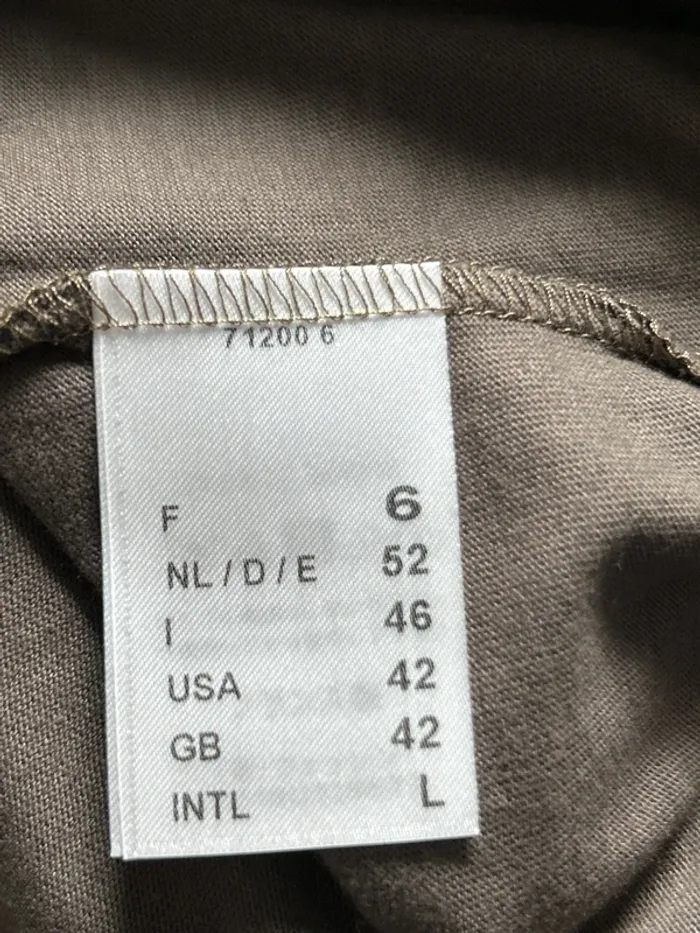 71200 6
F 6
NL / D / E 52
I 46
USA 42
GB 42
INTL L